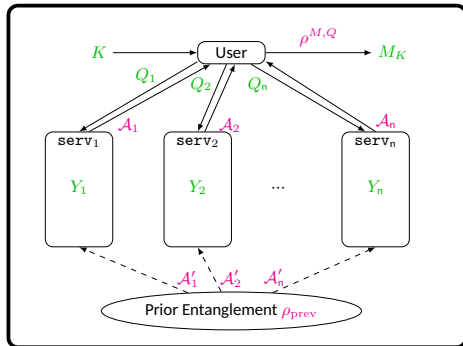 ρ^{M,Q}
K User M_K
Q_1 Q_2 Q_n
𝒜_1 𝒜_2 𝒜_n
serv_1 serv_2 serv_n
Y_1 Y_2 ... Y_n
𝒜′_1 𝒜′_2 𝒜′_n
Prior Entanglement ρ_prev